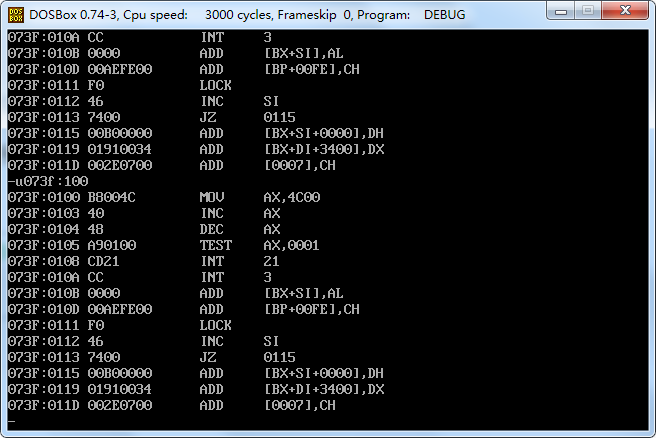 DOS BOX DOSBox 0.74-3, Cpu speed:    3000 cycles, Frameskip  0, Program:    DEBUG
073F:010A CC            INT     3
073F:010B 0000          ADD     [BX+SI],AL
073F:010D 00AEFE00      ADD     [BP+00FE],CH
073F:0111 F0            LOCK
073F:0112 46            INC     SI
073F:0113 7400          JZ      0115
073F:0115 00B00000      ADD     [BX+SI+0000],DH
073F:0119 01910034      ADD     [BX+DI+3400],DX
073F:011D 002E0700      ADD     [0007],CH
-u073f:100
073F:0100 B8004C        MOV     AX,4C00
073F:0103 40            INC     AX
073F:0104 48            DEC     AX
073F:0105 A90100        TEST    AX,0001
073F:0108 CD21          INT     21
073F:010A CC            INT     3
073F:010B 0000          ADD     [BX+SI],AL
073F:010D 00AEFE00      ADD     [BP+00FE],CH
073F:0111 F0            LOCK
073F:0112 46            INC     SI
073F:0113 7400          JZ      0115
073F:0115 00B00000      ADD     [BX+SI+0000],DH
073F:0119 01910034      ADD     [BX+DI+3400],DX
073F:011D 002E0700      ADD     [0007],CH
-